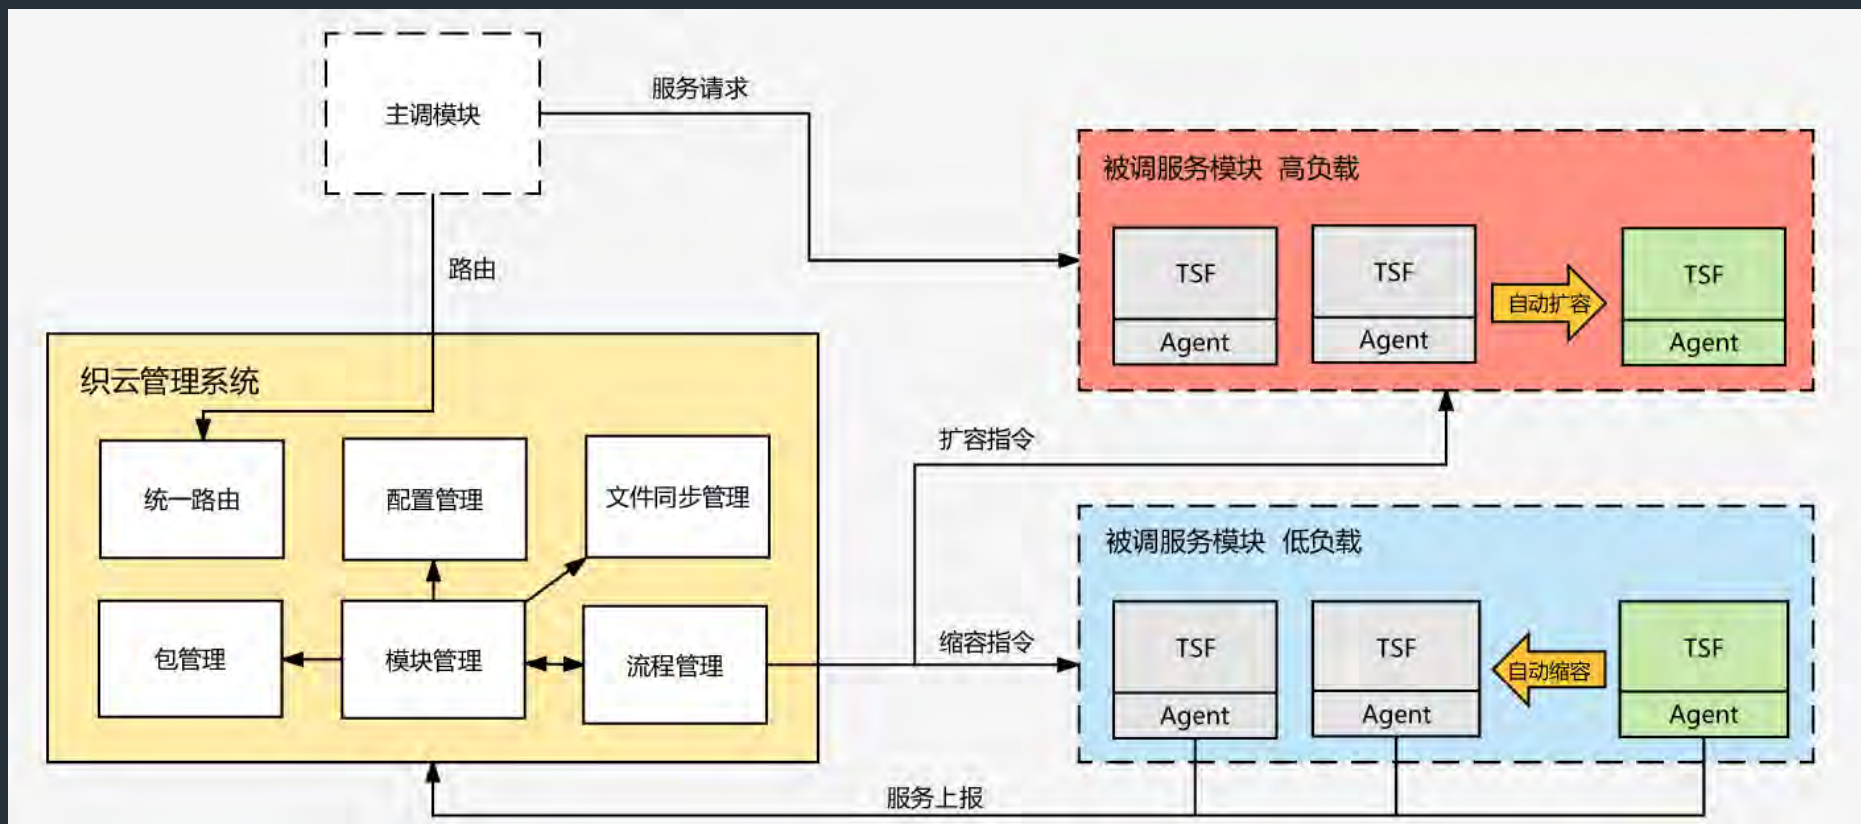 主调模块
服务请求
路由
被调服务模块 高负载
TSF
Agent
TSF
Agent
自动扩容
TSF
Agent
织云管理系统
统一路由
配置管理
文件同步管理
包管理
模块管理
流程管理
扩容指令
缩容指令
被调服务模块 低负载
TSF
Agent
TSF
Agent
自动缩容
TSF
Agent
服务上报